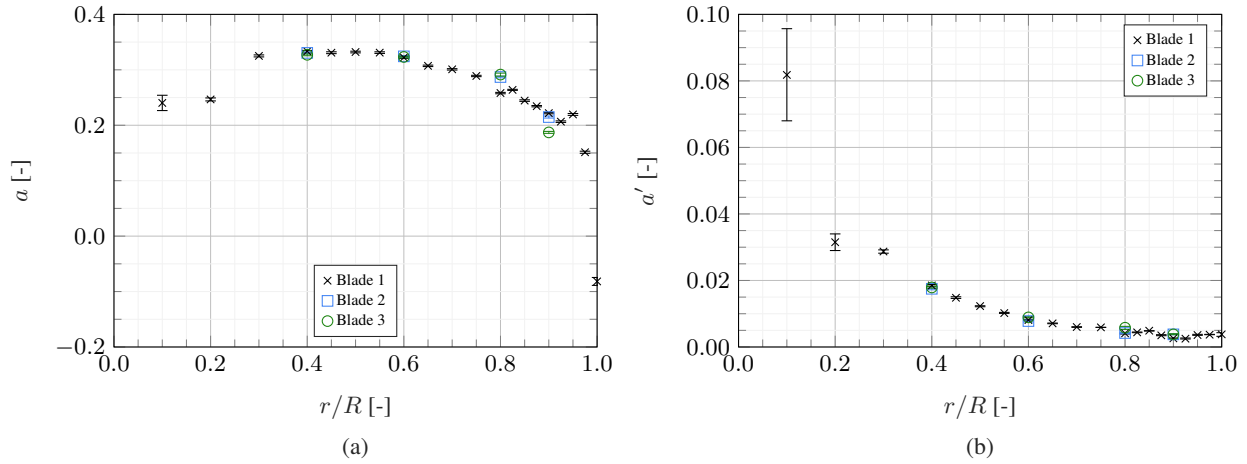 0.4
0.2
0.0
−0.2
a [-]
0.0 0.2 0.4 0.6 0.8 1.0
r/R [-]
Blade 1
Blade 2
Blade 3
(a)
0.10
0.08
0.06
0.04
0.02
0.00
a′ [-]
0.0 0.2 0.4 0.6 0.8 1.0
r/R [-]
Blade 1
Blade 2
Blade 3
(b)